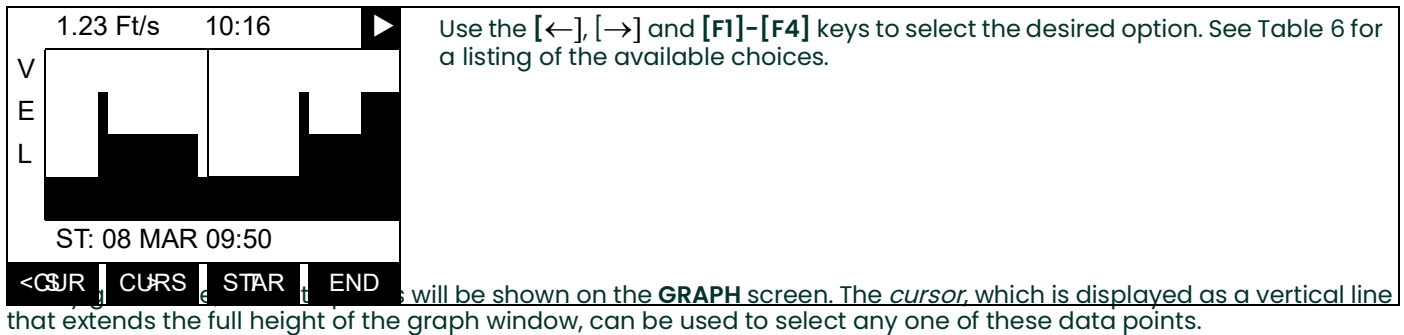 1.23 Ft/s 10:16
V
E
L
ST: 08 MAR 09:50
END
Use the [←], [→] and [F1]-[F4] keys to select the desired option. See Table 6 for
a listing of the available choices.
will be shown on the GRAPH screen. The cursor, which is displayed as a vertical line
that extends the full height of the graph window, can be used to select any one of these data points.